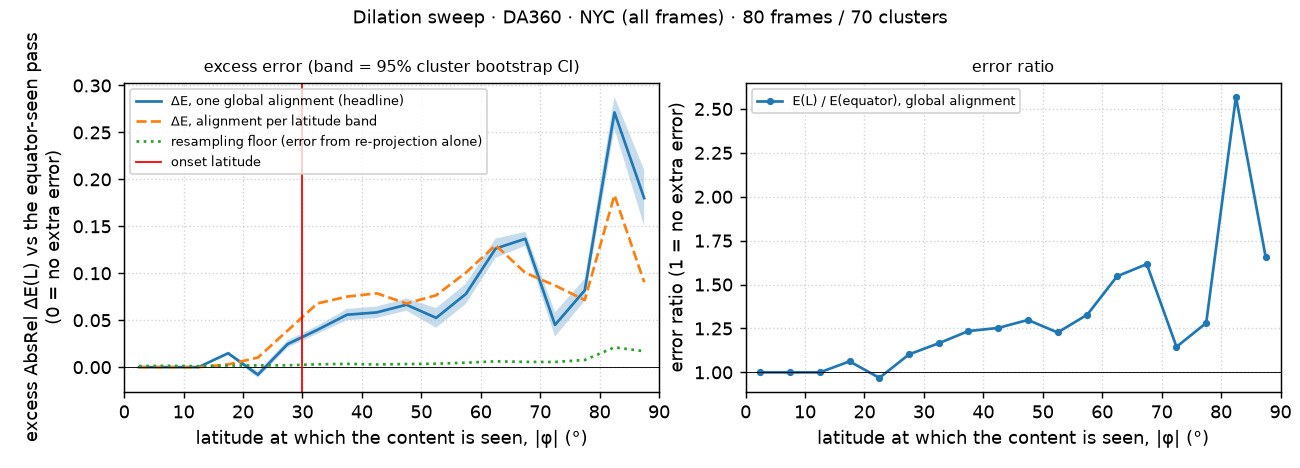 Dilation sweep · DA360 · NYC (all frames) · 80 frames / 70 clusters
excess error (band = 95% cluster bootstrap CI)
excess AbsRel ΔE(L) vs the equator-seen pass
(0 = no extra error)
0.30
0.25
0.20
0.15
0.10
0.05
0.00
ΔE, one global alignment (headline)
ΔE, alignment per latitude band
resampling floor (error from re-projection alone)
onset latitude
0 10 20 30 40 50 60 70 80 90
latitude at which the content is seen, |φ| (°)
error ratio
error ratio (1 = no extra error)
2.50
2.25
2.00
1.75
1.50
1.25
1.00
E(L) / E(equator), global alignment
0 10 20 30 40 50 60 70 80 90
latitude at which the content is seen, |φ| (°)